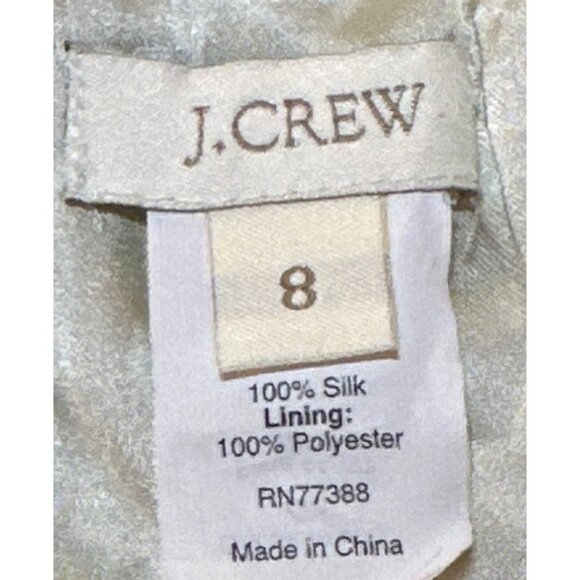 J.CREW
8
100% Silk
Lining:
100% Polyester
RN77388
Made in China